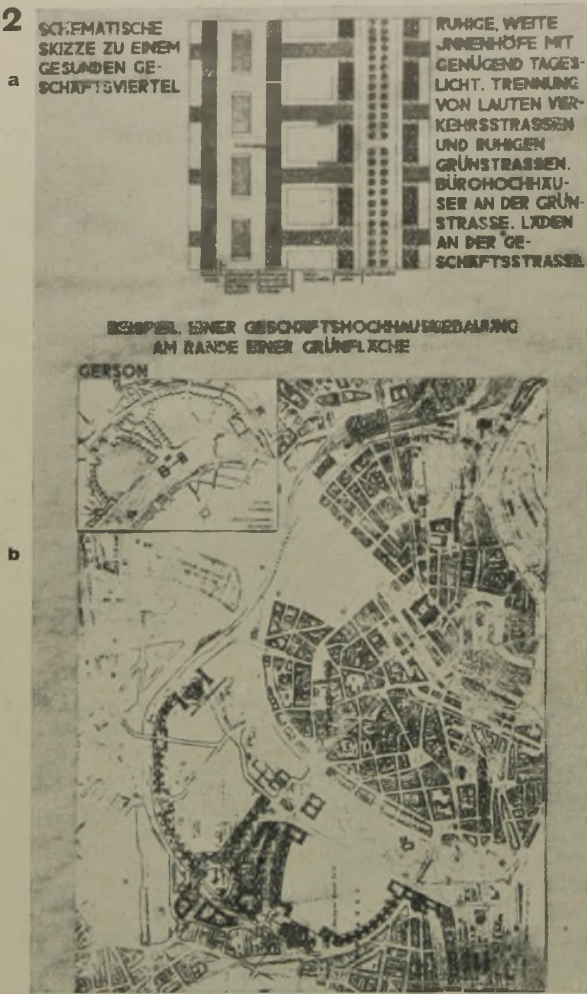 2
a
SCHEMATISCHE
SKIZZE ZU EINEM
GESUNDEN GE-
SCHÄFTSVIERTEL
RUHIGE, WEITE
JNNENHÖFE MIT
GENÜGEND TAGES-
LICHT. TRENNUNG
VON LAUTEN VER-
KEHRSSTRASSEN
UND RUHIGEN
GRÜNSTRASSEN.
BÜROHOCHHÄU-
SER AN DER GRÜN-
STRASSE. LÄDEN
AN DER GE-
SCHÄFTSSTRASSE
BEISPIEL EINER GESCHÄFTSHOCHHAUSBEBAUUNG
AM RANDE EINER GRÜNFLÄCHE
GERSON
b